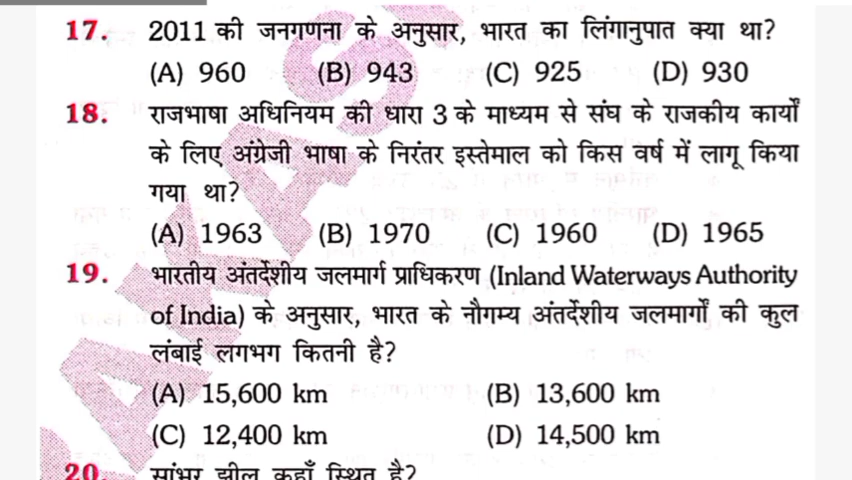 17. 2011 की जनगणना के अनुसार, भारत का लिंगानुपात क्या था?
(A) 960 (B) 943 (C) 925 (D) 930
18. राजभाषा अधिनियम की धारा 3 के माध्यम से संघ के राजकीय कार्यों
के लिए अंग्रेजी भाषा के निरंतर इस्तेमाल को किस वर्ष में लागू किया
गया था?
(A) 1963 (B) 1970 (C) 1960 (D) 1965
19. भारतीय अंतर्देशीय जलमार्ग प्राधिकरण (Inland Waterways Authority
of India) के अनुसार, भारत के नौगम्य अंतर्देशीय जलमार्गों की कुल
लंबाई लगभग कितनी है?
(A) 15,600 km (B) 13,600 km
(C) 12,400 km (D) 14,500 km
20. सांभर झील कहाँ स्थित है?